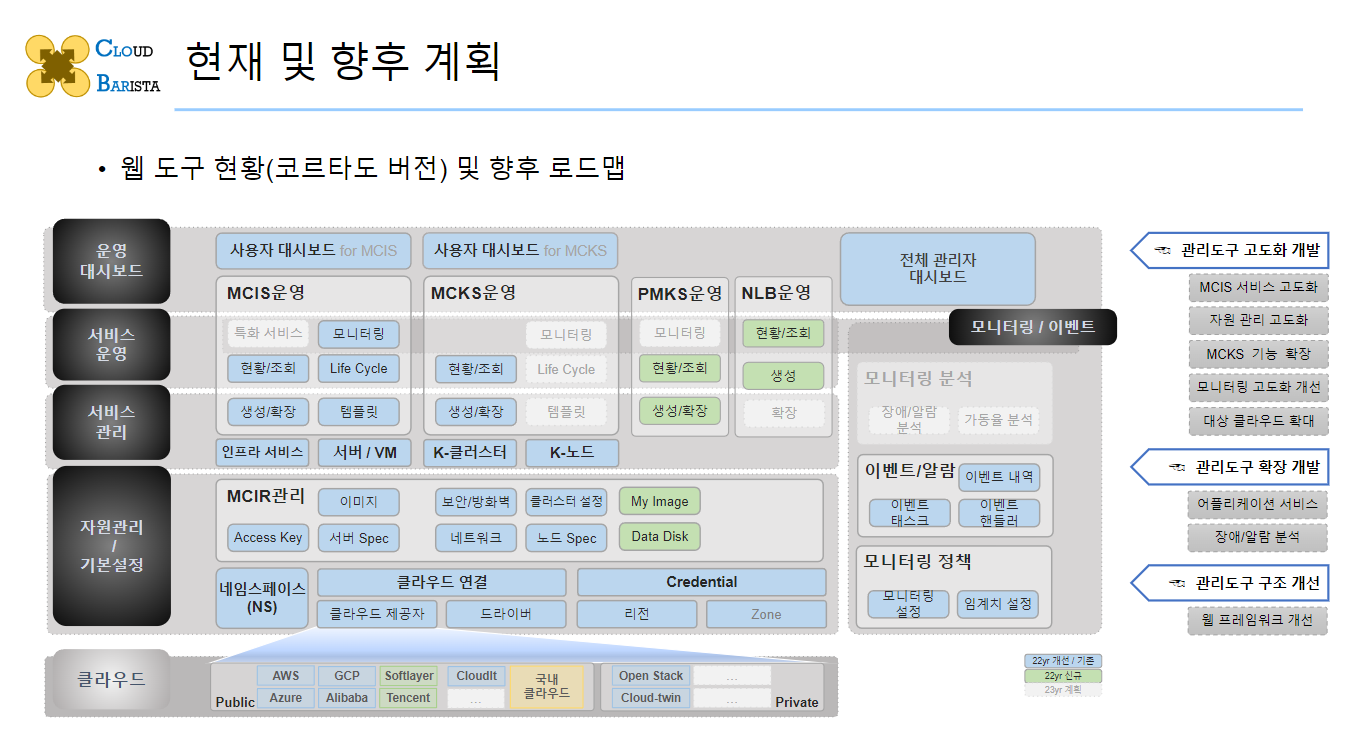 CLOUD
BARISTA
현재 및 향후 계획
• 웹 도구 현황(코르타도 버전) 및 향후 로드맵
운영
대시보드
사용자 대시보드 for MCIS
사용자 대시보드 for MCKS
전체 관리자
대시보드
MCIS운영
MCKS운영
PMKS운영
NLB운영
서비스
운영
특화 서비스
모니터링
모니터링
모니터링
현황/조회
모니터링 / 이벤트
현황/조회
Life Cycle
현황/조회
Life Cycle
현황/조회
생성
서비스
관리
생성/확장
템플릿
생성/확장
템플릿
생성/확장
확장
인프라 서비스
서버 / VM
K-클러스터
K-노드
모니터링 분석
장애/알람
분석
가동율 분석
이벤트/알람
이벤트 내역
이벤트
태스크
이벤트
핸들러
모니터링 정책
모니터링
설정
임계치 설정
자원관리
/
기본설정
MCIR관리
이미지
보안/방화벽
클러스터 설정
My Image
Access Key
서버 Spec
네트워크
노드 Spec
Data Disk
네임스페이스
(NS)
클라우드 연결
Credential
클라우드 제공자
드라이버
리전
Zone
클라우드
Public
AWS
GCP
Softlayer
CloudIt
국내
클라우드
Azure
Alibaba
Tencent
...
Open Stack
...
Cloud-twin
...
Private
☜ 관리도구 고도화 개발
MCIS 서비스 고도화
자원 관리 고도화
MCKS 기능 확장
모니터링 고도화 개선
대상 클라우드 확대
☜ 관리도구 확장 개발
어플리케이션 서비스
장애/알람 분석
☜ 관리도구 구조 개선
웹 프레임워크 개선
22yr 개선 / 기존
22yr 신규
23yr 계획